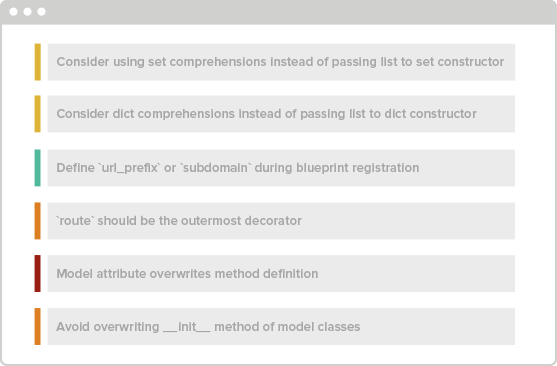 Consider using set comprehensions instead of passing list to set constructor
Consider dict comprehensions instead of passing list to dict constructor
Define `url_prefix` or `subdomain` during blueprint registration
`route` should be the outermost decorator
Model attribute overwrites method definition
Avoid overwriting __init__ method of model classes